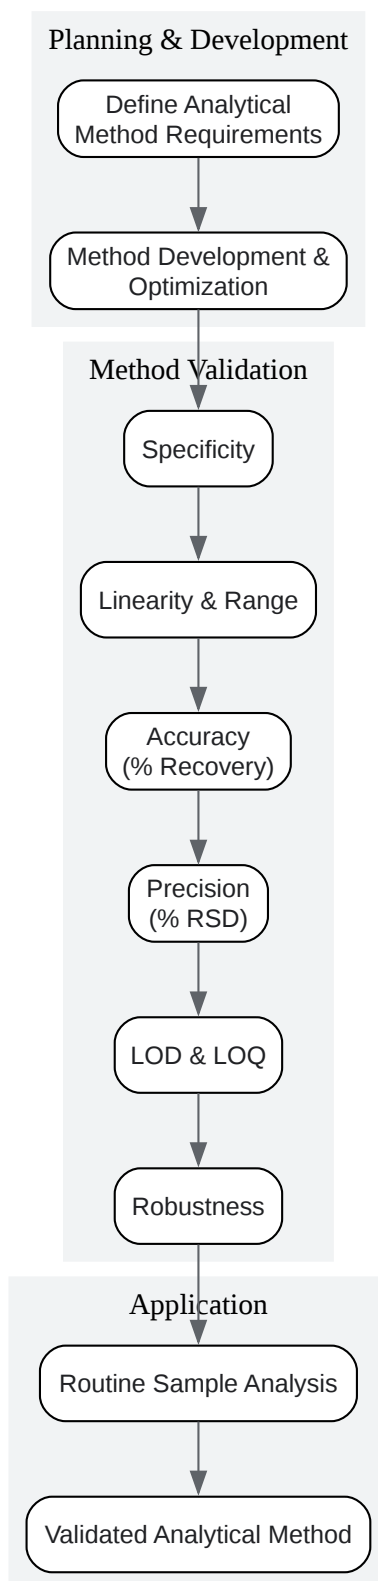 Planning & Development
Define Analytical
Method Requirements
Method Development &
Optimization
Method Validation
Specificity
Linearity & Range
Accuracy
(% Recovery)
Precision
(% RSD)
LOD & LOQ
Robustness
Application
Routine Sample Analysis
Validated Analytical Method